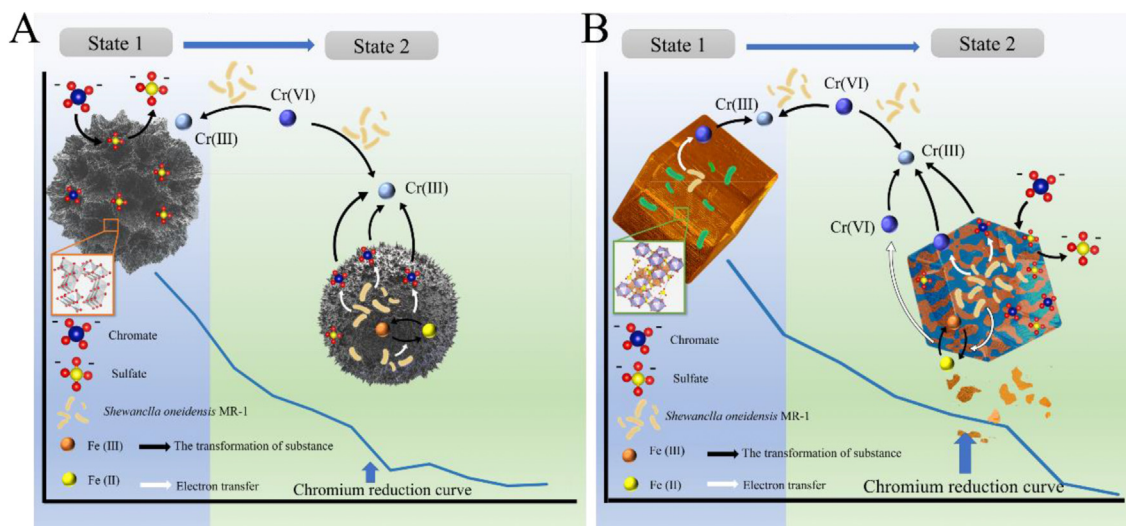 A
State 1
State 2
Cr(VI)
Cr(III)
Cr(III)
Chromate
Sulfate
Shewanclla oneidensis MR-1
Fe (III)
The transformation of substance
Fe (II)
Electron transfer
Chromium reduction curve
B
State 1
State 2
Cr(III)
Cr(VI)
Cr(III)
Cr(VI)
Chromate
Sulfate
Shewanclla oneidensis MR-1
Fe (III)
The transformation of substance
Fe (II)
Electron transfer
Chromium reduction curve